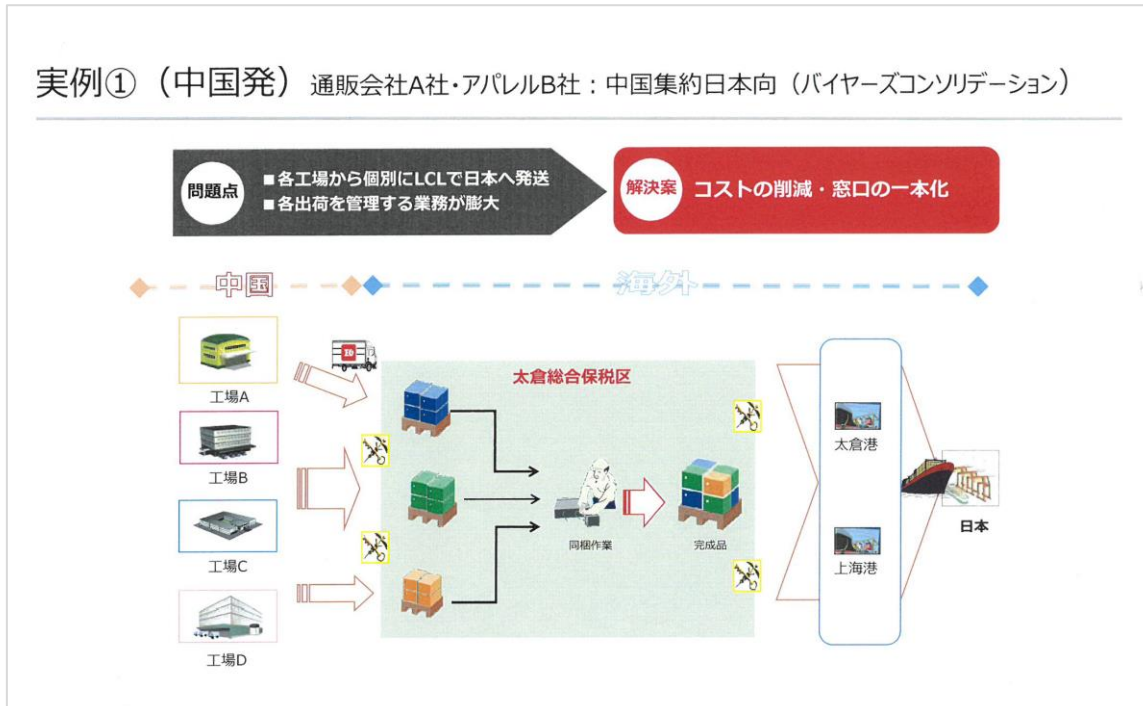 実例①（中国発）通販会社A社・アパレルB社：中国集約日本向（バイヤーズコンソリデーション）
問題点
■各工場から個別にLCLで日本へ発送
■各出荷を管理する業務が膨大
解決案
コストの削減・窓口の一本化
中国
海外
工場A
工場B
工場C
工場D
太倉総合保税区
同梱作業
完成品
太倉港
上海港
日本